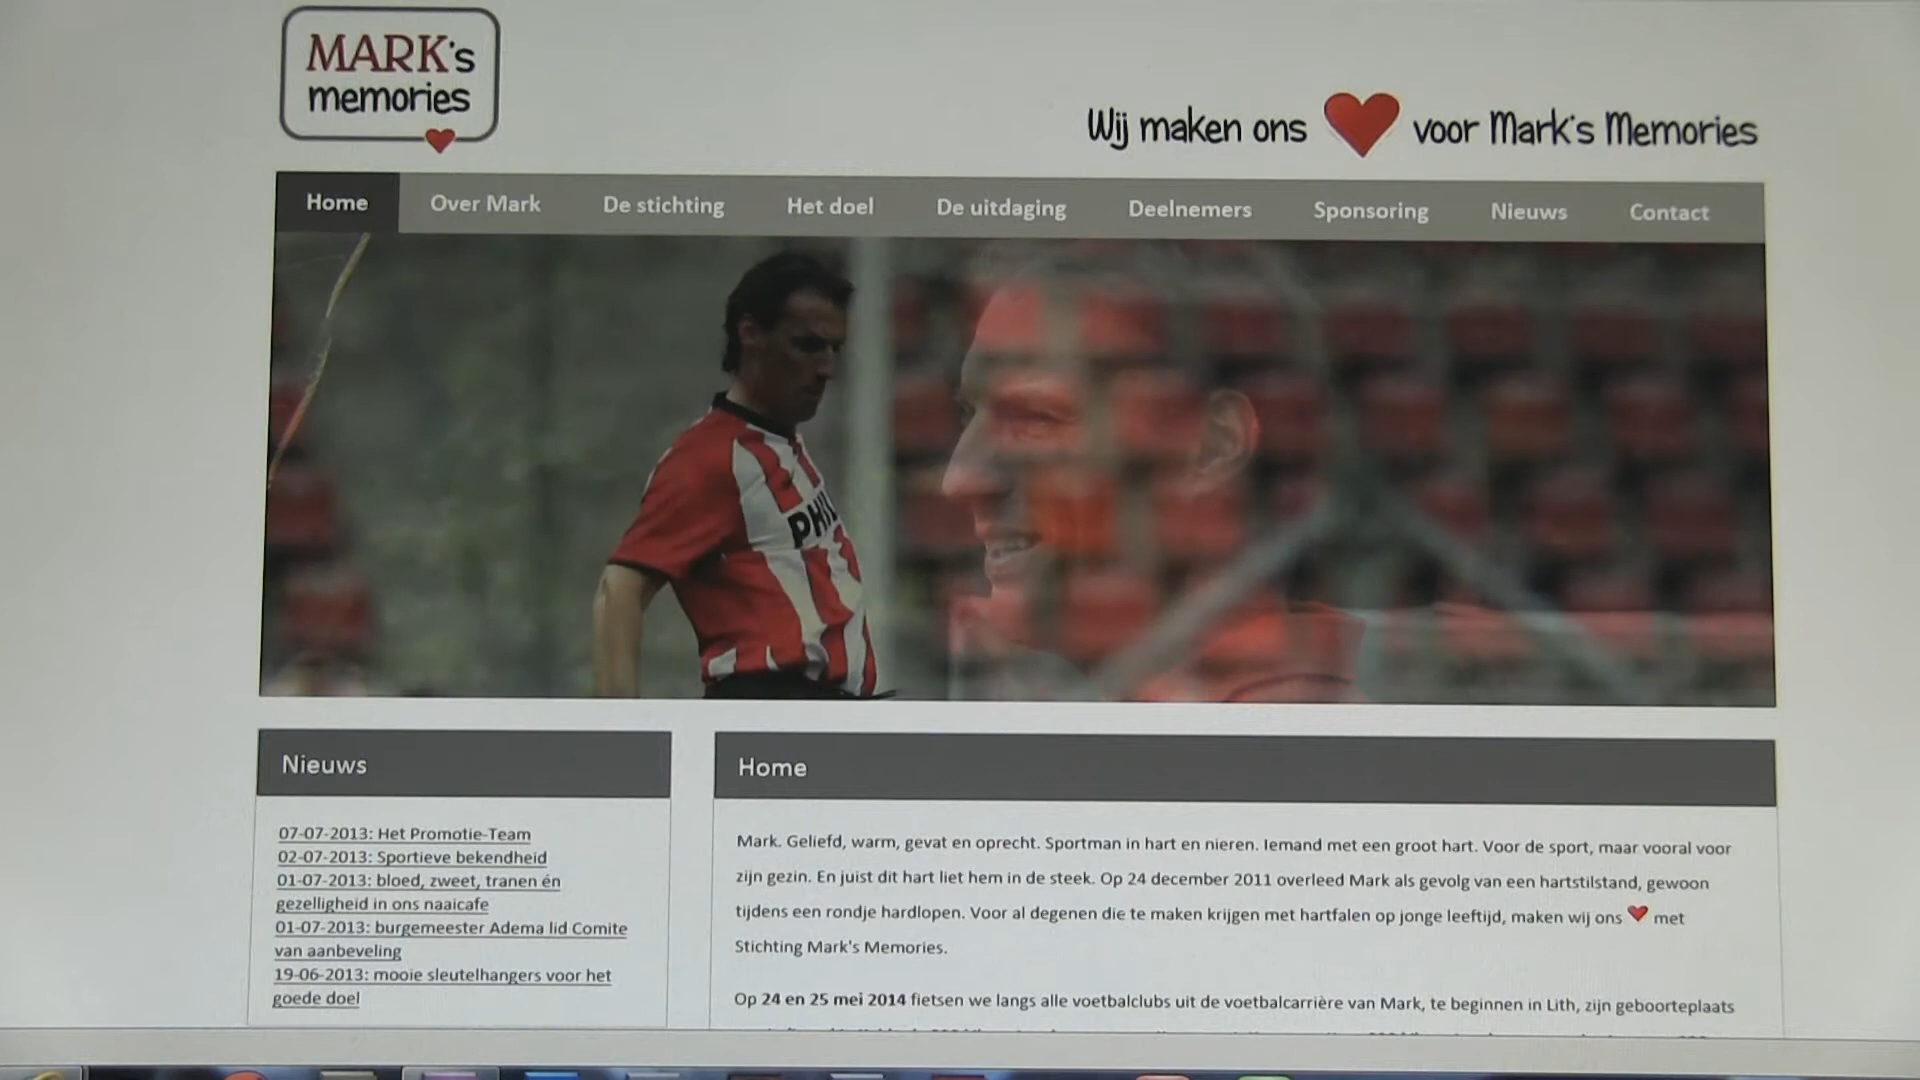 MARK's
memories
Wij maken ons voor Mark's Memories
Home Over Mark De stichting Het doel De uitdaging Deelnemers Sponsoring Nieuws Contact
Nieuws
07-07-2013: Het Promotie-Team
02-07-2013: Sportieve bekendheid
01-07-2013: bloed, zweet, tranen én
gezelligheid in ons naaicafe
01-07-2013: burgemeester Adema lid Comite
van aanbeveling
19-06-2013: mooie sleutelhangers voor het
goede doel
Home
Mark. Geliefd, warm, gevat en oprecht. Sportman in hart en nieren. Iemand met een groot hart. Voor de sport, maar vooral voor
zijn gezin. En juist dit hart liet hem in de steek. Op 24 december 2011 overleed Mark als gevolg van een hartstilstand, gewoon
tijdens een rondje hardlopen. Voor al degenen die te maken krijgen met hartfalen op jonge leeftijd, maken wij ons met
Stichting Mark's Memories.
Op 24 en 25 mei 2014 fietsen we langs alle voetbalclubs uit de voetbalcarrière van Mark, te beginnen in Lith, zijn geboorteplaats